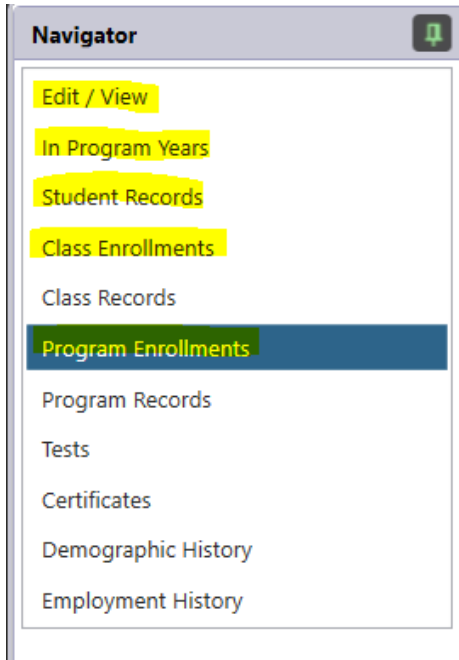 Navigator
Edit / View
In Program Years
Student Records
Class Enrollments
Class Records
Program Enrollments
Program Records
Tests
Certificates
Demographic History
Employment History